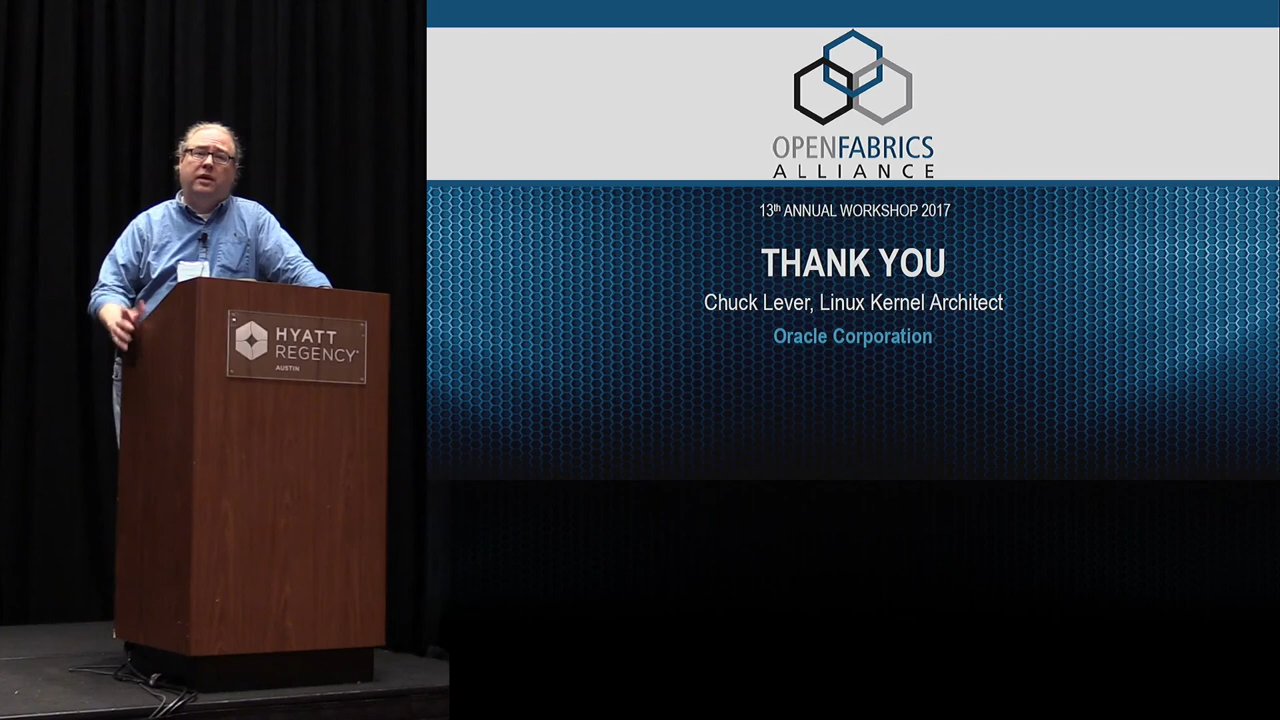 HYATT
REGENCY
AUSTIN
OPENFABRICS
ALLIANCE
13th ANNUAL WORKSHOP 2017
THANK YOU
Chuck Lever, Linux Kernel Architect
Oracle Corporation